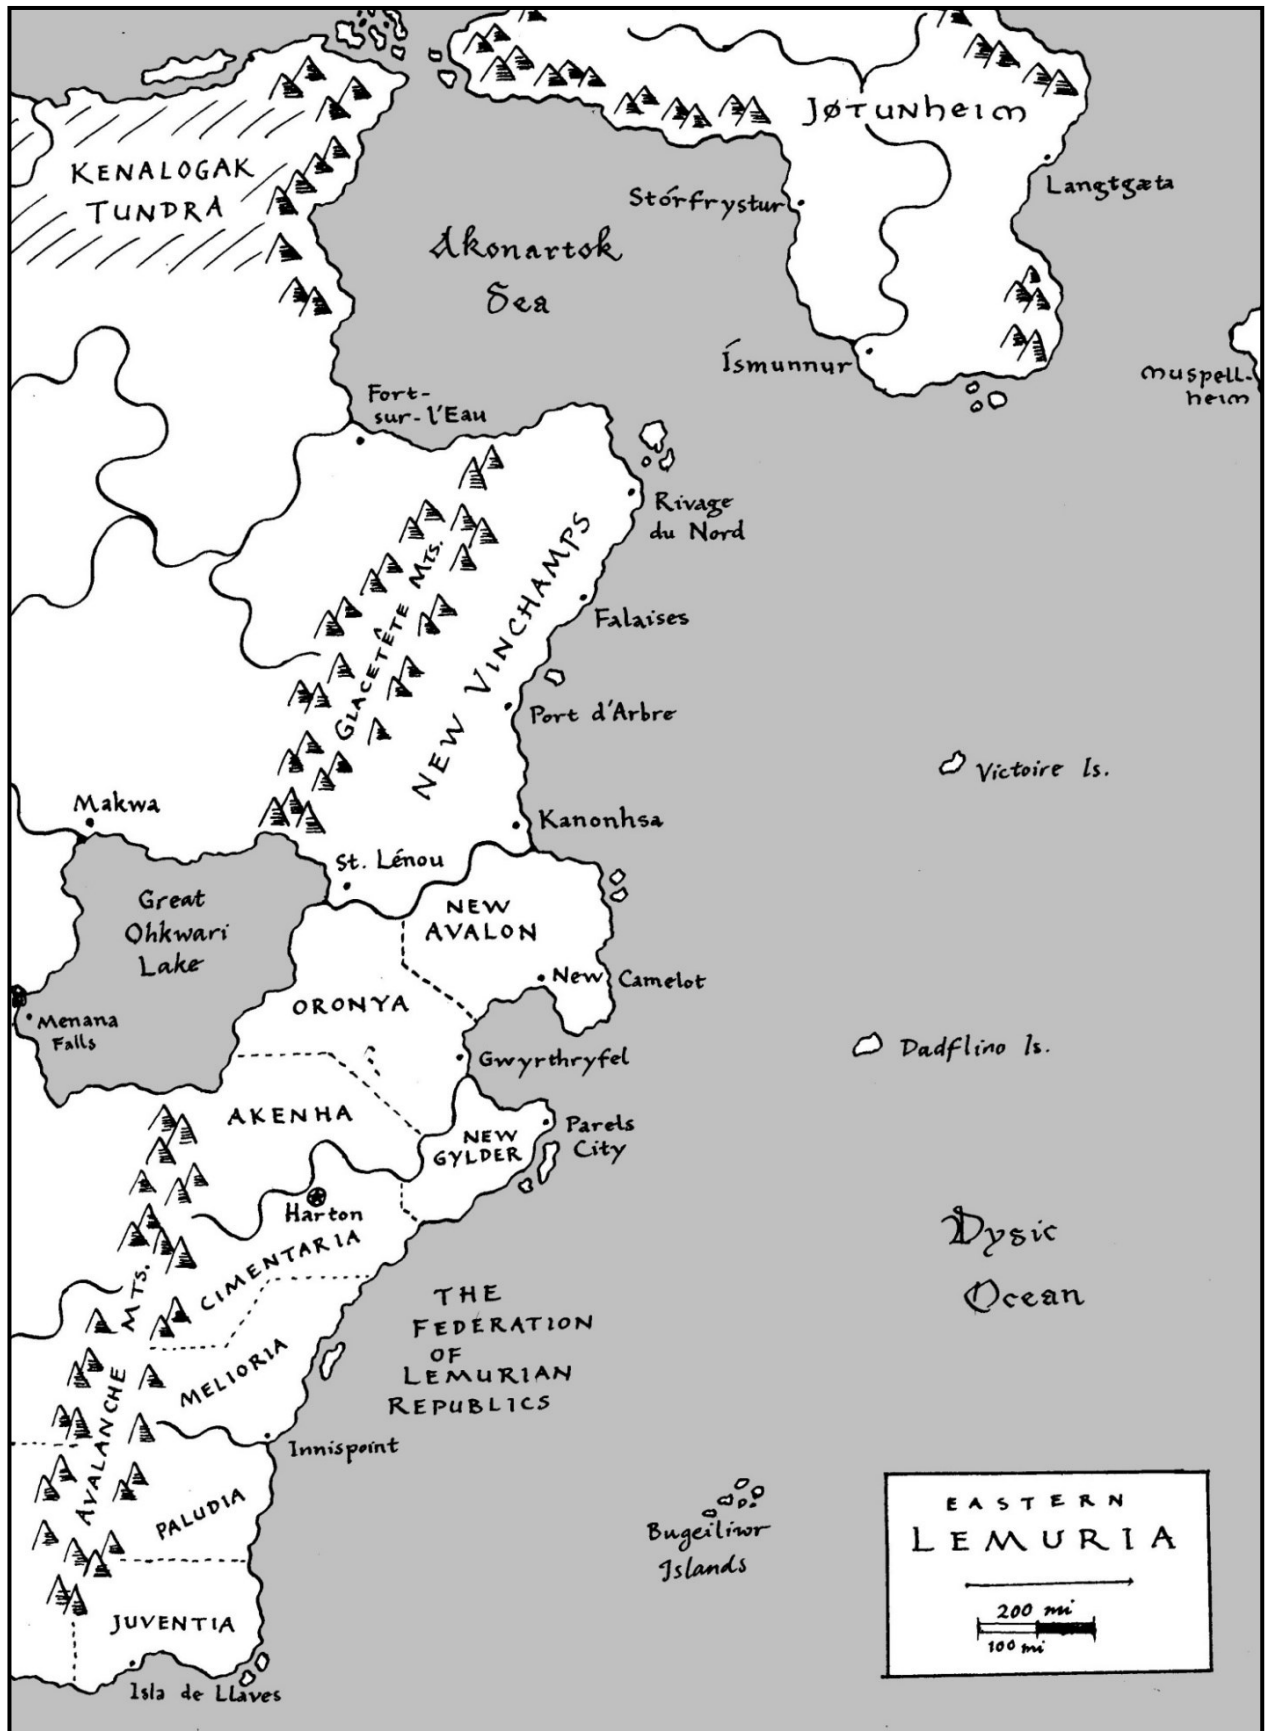 JØTUNHEIM
KENALOGAK
TUNDRA
Langtgæta
Stórfrystur
Akonartok
Sea
Ísmunnur
Muspell-
heim
Fort-
sur-l'Eau
Rivage
du Nord
GLACETÊTE MTS.
NEW VINCHAMPS
Falaises
Port d'Arbre
Victoire Is.
Makwa
Kanonhsa
St. Lénou
Great
Ohkwari
Lake
NEW
AVALON
New Camelot
ORONYA
Menana
Falls
Gwyrthryfel
Dadflino Is.
AKENHA
NEW
GYLDER
Parels
City
Harton
CIMENTARIA
Dysic
Ocean
THE
FEDERATION
OF
LEMURIAN
REPUBLICS
AVALANCHE MTS.
MELIORIA
Innispoint
PALUDIA
Bugeiliwr
Islands
JUVENTIA
Isla de Llaves
EASTERN
LEMURIA
200 mi
100 mi